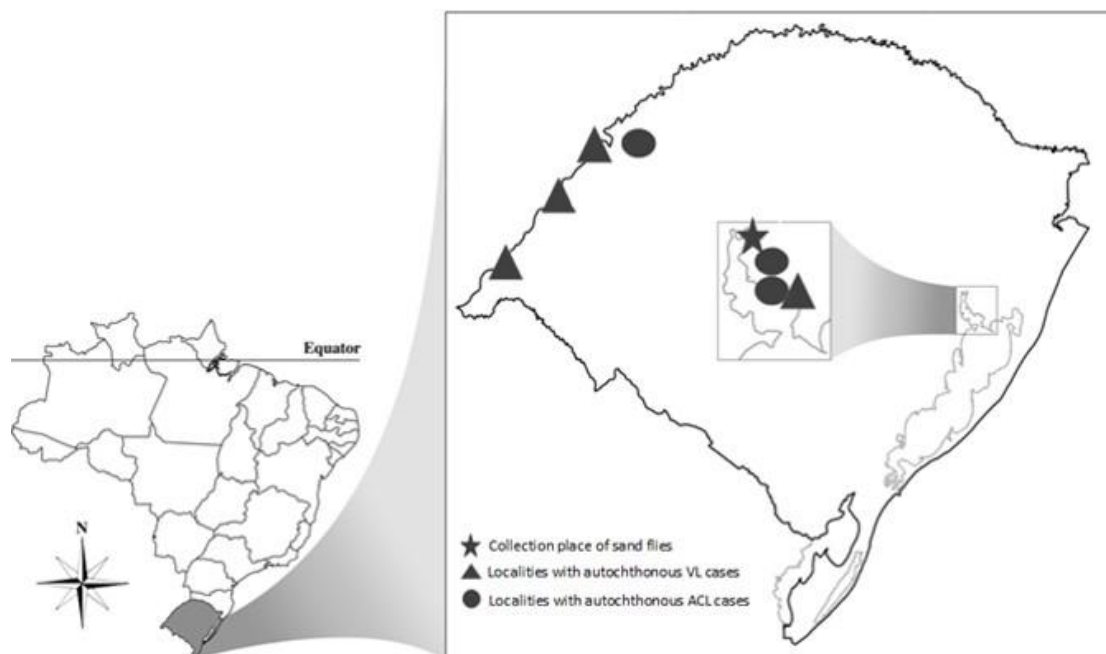 Equator
N
Collection place of sand flies
Localities with autochthonous VL cases
Localities with autochthonous ACL cases